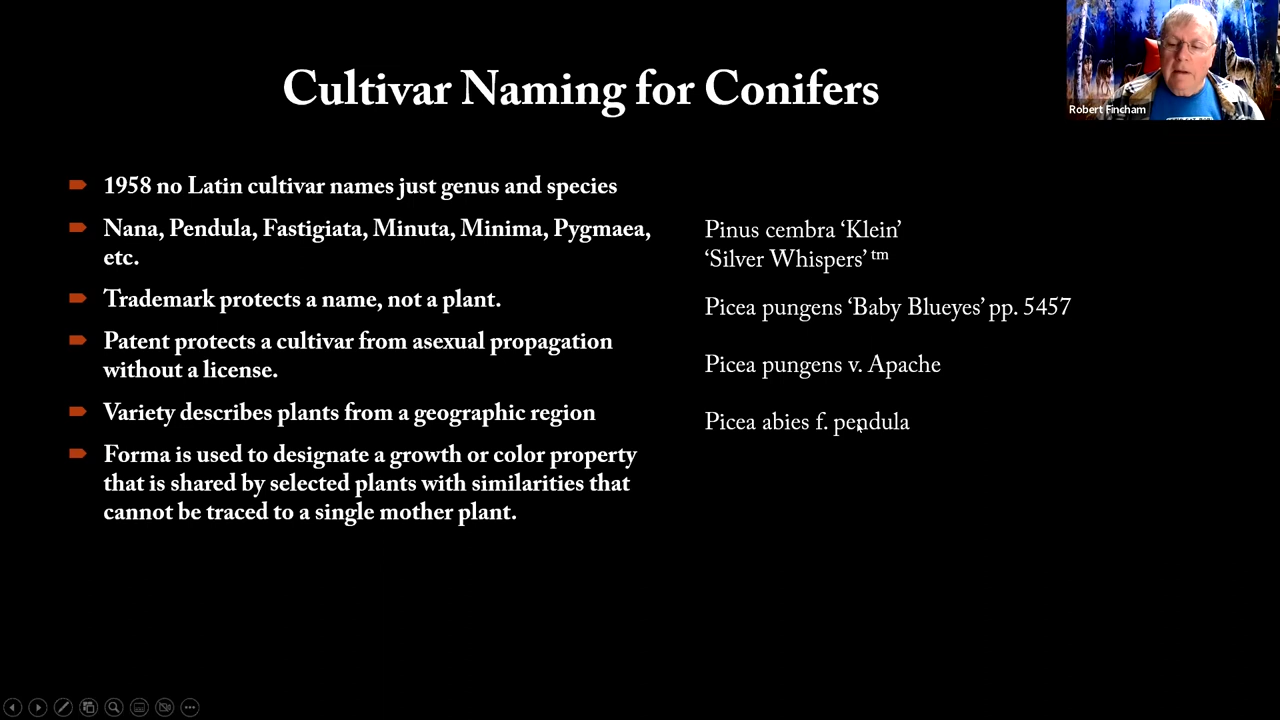 Cultivar Naming for Conifers
Robert Fincham
1958 no Latin cultivar names just genus and species
Nana, Pendula, Fastigiata, Minuta, Minima, Pygmaea,
etc.
Trademark protects a name, not a plant.
Patent protects a cultivar from asexual propagation
without a license.
Variety describes plants from a geographic region
Forma is used to designate a growth or color property
that is shared by selected plants with similarities that
cannot be traced to a single mother plant.
Pinus cembra ‘Klein’
‘Silver Whispers’ ™
Picea pungens ‘Baby Blueyes’ pp. 5457
Picea pungens v. Apache
Picea abies f. pendula